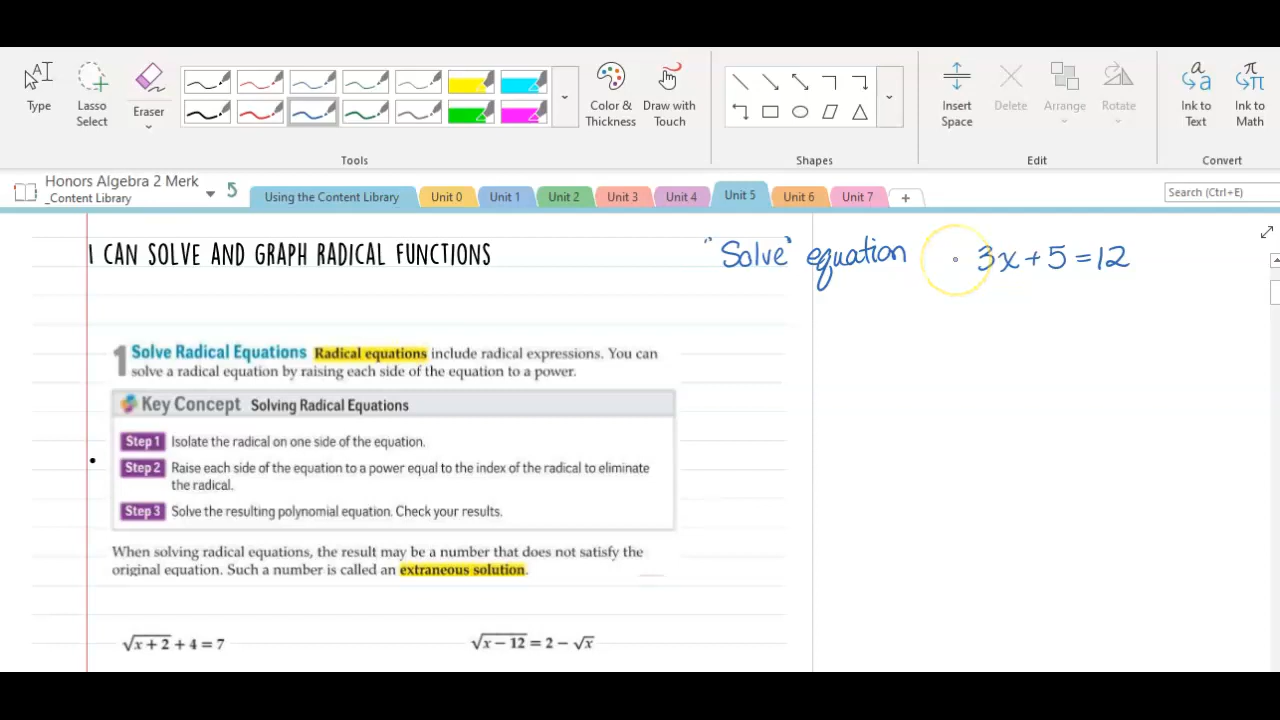 Type
Lasso Select
Eraser
Color & Thickness
Draw with Touch
Insert Space
Delete
Arrange
Rotate
Ink to Text
Ink to Math
Tools
Shapes
Edit
Convert
Honors Algebra 2 Merk
_Content Library
Using the Content Library
Unit 0
Unit 1
Unit 2
Unit 3
Unit 4
Unit 5
Unit 6
Unit 7
+
Search (Ctrl+E)
I CAN SOLVE AND GRAPH RADICAL FUNCTIONS
"Solve" equation 3x + 5 = 12
1 Solve Radical Equations Radical equations include radical expressions. You can
solve a radical equation by raising each side of the equation to a power.
Key Concept Solving Radical Equations
Step 1 Isolate the radical on one side of the equation.
Step 2 Raise each side of the equation to a power equal to the index of the radical to eliminate
the radical.
Step 3 Solve the resulting polynomial equation. Check your results.
When solving radical equations, the result may be a number that does not satisfy the
original equation. Such a number is called an extraneous solution.
√(x + 2) + 4 = 7
√(x − 12) = 2 − √x